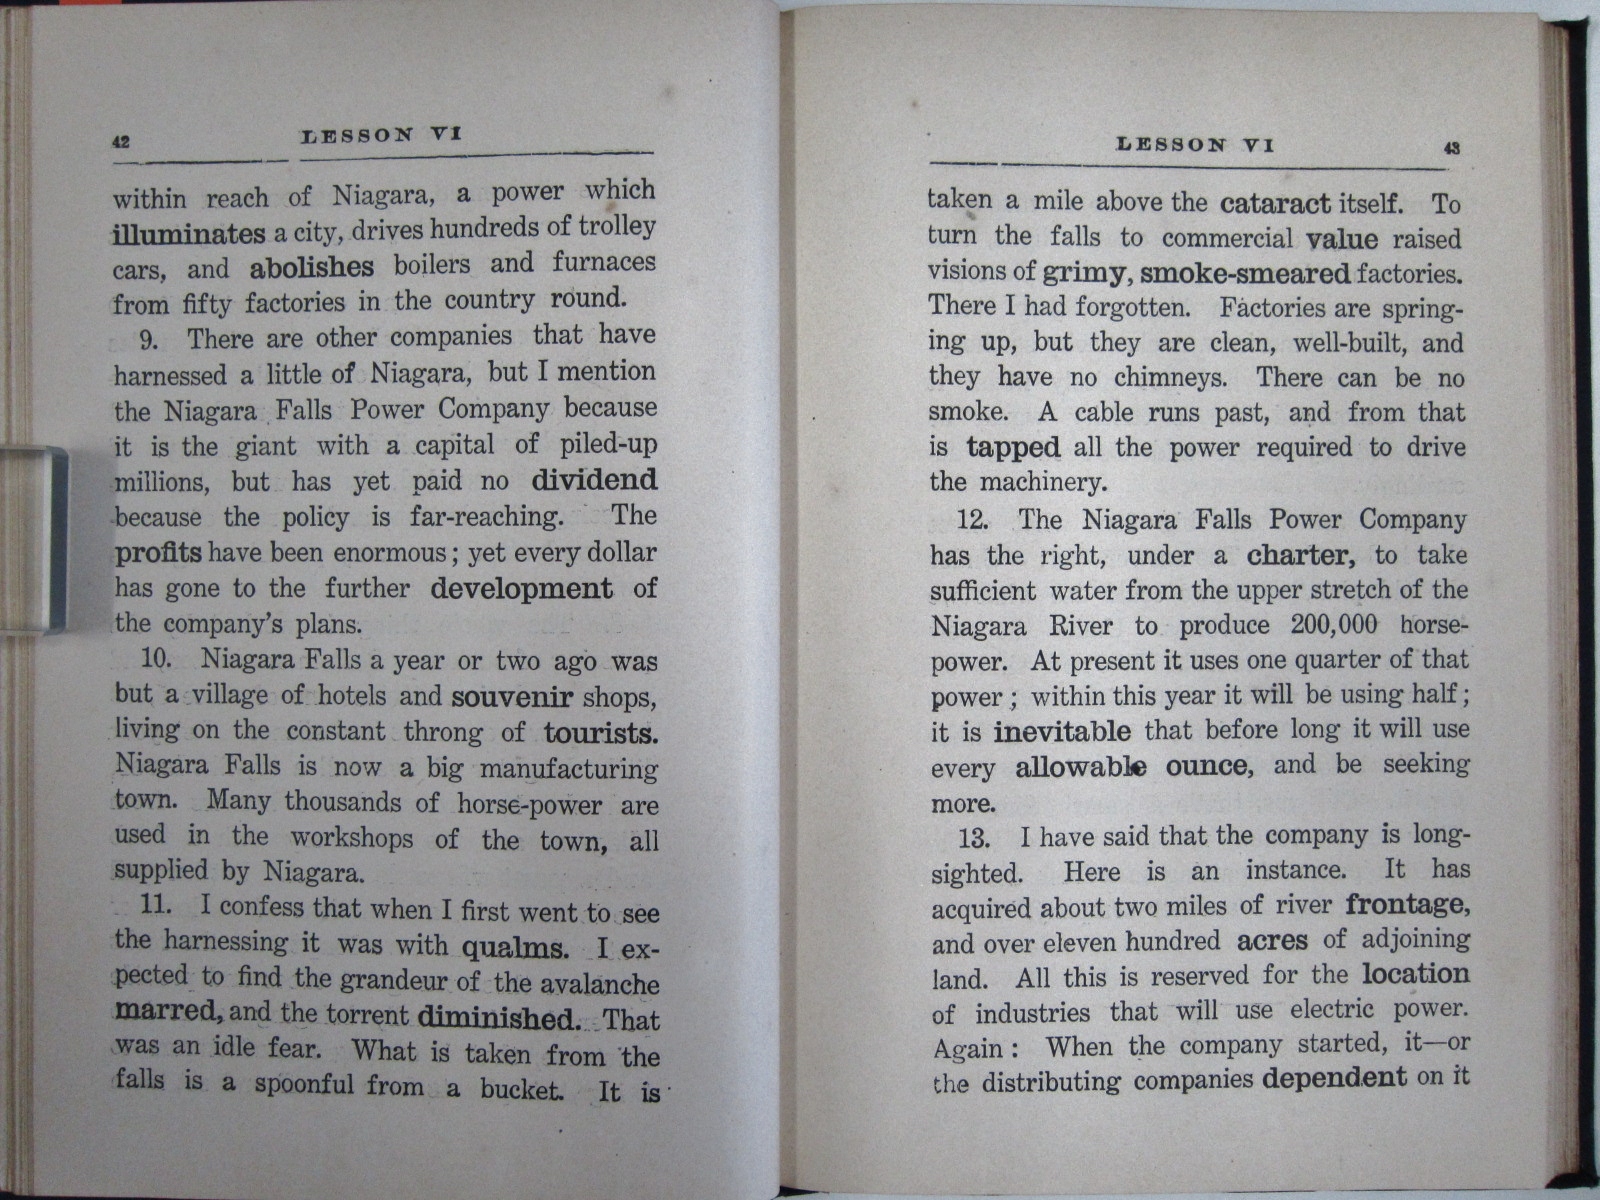 42 LESSON VI
within reach of Niagara, a power which
illuminates a city, drives hundreds of trolley
cars, and abolishes boilers and furnaces
from fifty factories in the country round.
9. There are other companies that have
harnessed a little of Niagara, but I mention
the Niagara Falls Power Company because
it is the giant with a capital of piled-up
millions, but has yet paid no dividend
because the policy is far-reaching. The
profits have been enormous; yet every dollar
has gone to the further development of
the company's plans.
10. Niagara Falls a year or two ago was
but a village of hotels and souvenir shops,
living on the constant throng of tourists.
Niagara Falls is now a big manufacturing
town. Many thousands of horse-power are
used in the workshops of the town, all
supplied by Niagara.
11. I confess that when I first went to see
the harnessing it was with qualms. I ex-
pected to find the grandeur of the avalanche
marred, and the torrent diminished. That
was an idle fear. What is taken from the
falls is a spoonful from a bucket. It is
LESSON VI 43
taken a mile above the cataract itself. To
turn the falls to commercial value raised
visions of grimy, smoke-smeared factories.
There I had forgotten. Factories are spring-
ing up, but they are clean, well-built, and
they have no chimneys. There can be no
smoke. A cable runs past, and from that
is tapped all the power required to drive
the machinery.
12. The Niagara Falls Power Company
has the right, under a charter, to take
sufficient water from the upper stretch of the
Niagara River to produce 200,000 horse-
power. At present it uses one quarter of that
power; within this year it will be using half;
it is inevitable that before long it will use
every allowable ounce, and be seeking
more.
13. I have said that the company is long-
sighted. Here is an instance. It has
acquired about two miles of river frontage,
and over eleven hundred acres of adjoining
land. All this is reserved for the location
of industries that will use electric power.
Again: When the company started, it—or
the distributing companies dependent on it